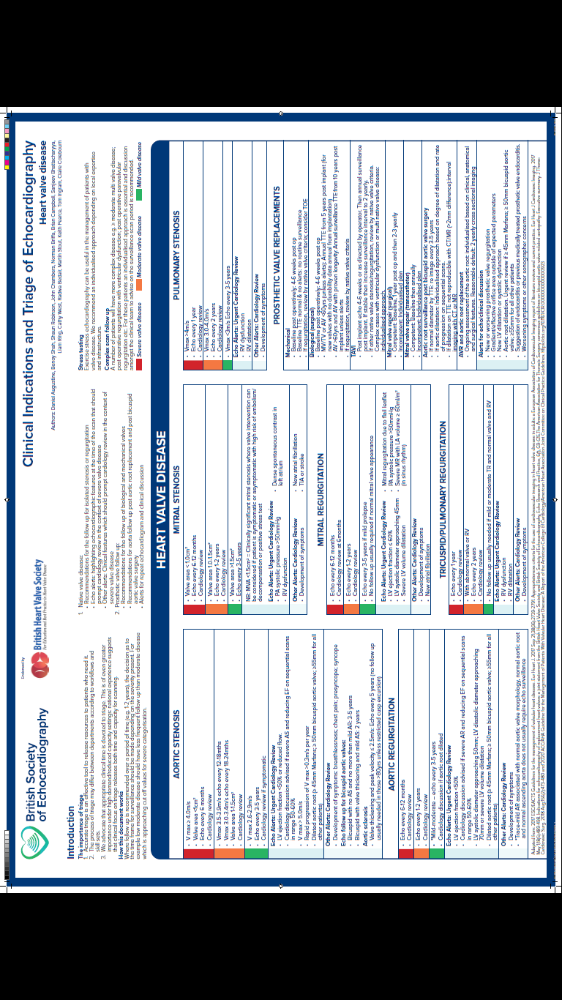 British Society
of Echocardiography
Endorsed by
British Heart Valve Society
Clinical Indications and Triage of Echocardiography
Heart valve disease
Authors: Daniel Augustine, Benoy Shah, Shaun Robinson, John Chambers, Norman Briffa, Brian Campbell, Sanjeev Bhattacharyya,
Liam Ring, Cathy West, Radwa Bedair, Martin Stout, Keith Pearce, Tom Ingram, Claire Colebourn
Introduction
The importance of triage
1. Accurate triage is an effective tool to release resources to patients who need it.
2. The process of triage may differ between departments according to workflows and
skill sets.
3. We advocate that appropriate clinical time is devoted to triage. This is of even greater
importance under high demand/reduced capacity settings: national experience suggests
that clinical focus on triage releases both time and capacity for scanning.
How this document works
Where echo follow up is recommended over a period of time (e.g. 1-2 years), the decision as to
the time frame for surveillance should be made depending on the severity present. For
example low moderate disease should have less frequent follow up than moderate disease
which is approaching cut off values for severe categorisation.
1. Native valve disease:
• Recommendations for the follow up for isolated stenosis or regurgitation
• Echo alerts: Highlighting echocardiographic features at the time of the scan that should
prompt cardiology review in the context of severe valve disease
• Other alerts: Clinical features which should prompt cardiology review in the context of
severe valve disease
2. Prosthetic valve follow up:
• Recommendations for the follow up of biological and mechanical valves
• Recommendations for aorta follow up post aortic root replacement and post bicuspid
aortic valve surgery
• Alerts for repeat echocardiogram and clinical discussion
Stress testing
Exercise stress echocardiography can be useful in the management of patients with
valve disease. We recommend an individualised approach depending on local expertise
and infrastructure.
Complex scan follow up
A number of patients have more complex disease e.g. moderate multi valve disease;
post operative regurgitation with ventricular dysfunction; post operative paravalvular
regurgitation etc. For these patients an individualised approach is essential and discussion
amongst the clinical team to advise on the surveillance scan period is recommended.
Severe valve disease
Moderate valve disease
Mild valve disease
HEART VALVE DISEASE
AORTIC STENOSIS
• V max ≥ 4.0m/s
• Valve area <1cm²
• Echo every 6 months
• Cardiology review
• Vmax 3.5-3.9m/s echo every 12-18mths
• Vmax 3.0-3.4m/s echo every 18-24mths
• Valve area 1-1.5cm²
• Cardiology review
• V max 2.6-2.9m/s
• Echo every 3-5 years
• Cardiology review if symptomatic
Echo Alerts: Urgent Cardiology Review
• LV ejection fraction <50% or reduced flow.
• Cardiology discussion advised if severe AS and reducing EF on sequential scans
in range 50-60%
• V max > 5.0m/s
• rapid progression of V max >0.3m/s per year
• Dilated aortic root (≥ 45mm Marfans; ≥ 50mm bicuspid aortic valve; ≥55mm for all
other patients)
Other Alerts: Cardiology Review
• Development of symptoms: breathlessness; chest pain; presyncope; syncope
Echo follow up for bicuspid aortic valves:
• Bicuspid with no AS and no more than mild AR: 3-5 years
• Bicuspid with valve thickening and mild AS: 2 years
Aortic sclerosis
• Valve thickening and peak velocity ≤ 2.5m/s: Echo every 5 years (no follow up
usually needed in those >80yrs unless restricted cusp excursion)
AORTIC REGURGITATION
• Echo every 6-12 months
• Cardiology review
• Echo every 1-2 years
• Cardiology review
• *Mild-moderate – echo every 3-5 years
• Cardiology discussion if aortic root dilated
Echo Alerts: Urgent Cardiology Review
• LV ejection fraction <50%
• Cardiology discussion advised if severe AR and reducing EF on sequential scans
in range 50-60%
• LV systolic diameter approaching 50mm; LV diastolic diameter approaching
70mm or LV volume dilatation
• Dilated aortic root (≥ 45mm Marfans; ≥ 50mm bicuspid aortic valve; ≥55mm for all
other patients)
Other Alerts: Cardiology Review
• Development of symptoms
*Trace-mild AR associated with normal aortic valve morphology, normal aortic root
and normal ascending aorta does not usually require echo surveillance
MITRAL STENOSIS
• Valve area <1.0cm²
• Echo every 6-12 months
• Cardiology review
• Valve area 1.0-1.5cm²
• Echo every 1-2 years
• Cardiology review
• Valve area >1.5cm²
• Echo every 3-5 years
NB: MVA <1.5cm² = Clinically significant mitral stenosis where valve intervention can
be considered if patient is symptomatic or asymptomatic with high risk of embolism/
decompensation or positive stress test
Echo Alerts: Urgent Cardiology Review
• PA systolic pressure >50mmHg
• RV dysfunction
• Dense spontaneous contrast in
left atrium
Other Alerts: Cardiology Review
• Development of symptoms
• New atrial fibrillation
• TIA or stroke
MITRAL REGURGITATION
• Echo every 6-12 months
• Cardiology review at 6 months
• Echo every 1-2 years
• Cardiology review
• Echo every 3-5 years if mild prolapse
• No follow up usually required if normal mitral valve appearance
Echo Alerts: Urgent Cardiology Review
• LV ejection fraction ≤ 60%
• LV systolic diameter approaching 45mm
• Severe LV volume dilatation
• Mitral regurgitation due to flail leaflet
• PA systolic pressure >50mmHg
• Severe MR with LA volume ≥ 60ml/m²
(in sinus rhythm)
Other Alerts: Cardiology Review
• Development of symptoms
• New atrial fibrillation
TRICUSPID/PULMONARY REGURGITATION
• Echo every 1 year
• Cardiology review
• With abnormal valve or RV
• Echo every 2 years
• Cardiology review
• No follow up usually needed if mild or moderate TR and normal valve and RV
Echo Alerts: Urgent Cardiology Review
• RV dysfunction
• RV dilatation
Other Alerts: Cardiology Review
• Development of symptoms
PULMONARY STENOSIS
• Vmax >4m/s
• Echo every 1 year
• Cardiology review
• Vmax 3.0-4.0m/s
• Echo every 2 years
• Cardiology review
• Vmax <3m/s Echo every 3-5 years
Echo Alerts: Urgent Cardiology Review
• RV dysfunction
• RV dilatation
Other Alerts: Cardiology Review
• Development of symptoms
PROSTHETIC VALVE REPLACEMENTS
Mechanical
• Baseline post operatively: 4-6 weeks post op
• Baseline TTE satisfactory: no routine surveillance
• If regurgitation, review by native valve criteria, consider TOE
Biological (surgical)
• Baseline post operatively: 4-6 weeks post op
• MV/TV or AV <60yrs (unless alerts: Annual TTE from 5 years post implant (for
new valves with no durability data annual from implantation)
• AV >60yrs and AV with proven longevity. Annual surveillance TTE from 10 years post
implant unless alerts
• If regurgitation, review by native valve criteria
TAVI
• Post implant echo 4-6 weeks or as directed by operator. Then annual surveillance
post implant. If stable then increase surveillance interval to 2 yearly.
• If other native valve stenosis/regurgitation, review by native valve criteria.
• Complex cases with ventricular dysfunction or multi valve disease:
individualised approach
Mitral valve repair (surgical)
• Competent: Baseline, 1 year post op and then 2-3 yearly
• Incompetent: Individualised plan
Mitral valve repair (transcatheter)
• Competent: Baseline then annually
• Incompetent: Individualised plan
Aortic root surveillance post bicuspid aortic valve surgery
• If normal aortic dimensions: re image every 3-5 years
• If aortic dilatation: Individualised approach based on degree of dilatation and rate
of progression on sequential scans.
• If dilatation on TTE not reproducible with CT/MR (>2mm difference);interval
imaging with CT or MR
AVR and aortic root replacement
• Ongoing assessment of the aortic root: individualised based on clinical, anatomical
and surgical features. Reasonable default: 2 yearly cross sectional imaging
Alerts for echo/clinical discussion
• New or worsening prosthetic valve regurgitation
• Gradient/effective orifice area outside of expected parameters
• New LV dilatation or systolic dysfunction
• Aortic root dilatation. Urgent review if ≥ 45mm Marfans; ≥ 50mm bicuspid aortic
valve; ≥55mm for all other patients
• Suggestion of endocarditis or previous medically treated prosthetic valve endocarditis.
• Worsening symptoms or other sonographer concerns